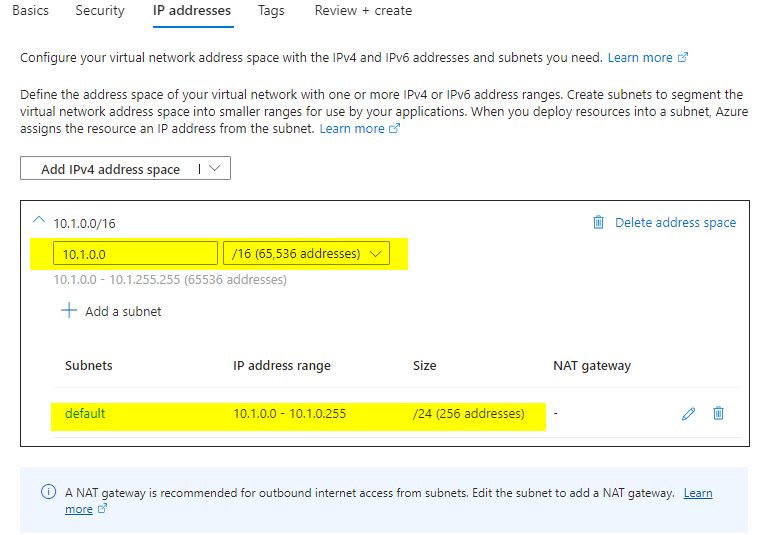 Basics Security IP addresses Tags Review + create
Configure your virtual network address space with the IPv4 and IPv6 addresses and subnets you need. Learn more
Define the address space of your virtual network with one or more IPv4 or IPv6 address ranges. Create subnets to segment the
virtual network address space into smaller ranges for use by your applications. When you deploy resources into a subnet, Azure
assigns the resource an IP address from the subnet. Learn more
Add IPv4 address space
10.1.0.0/16 Delete address space
10.1.0.0 /16 (65,536 addresses)
10.1.0.0 - 10.1.255.255 (65536 addresses)
Add a subnet
Subnets IP address range Size NAT gateway
default 10.1.0.0 - 10.1.0.255 /24 (256 addresses) -
A NAT gateway is recommended for outbound internet access from subnets. Edit the subnet to add a NAT gateway. Learn
more